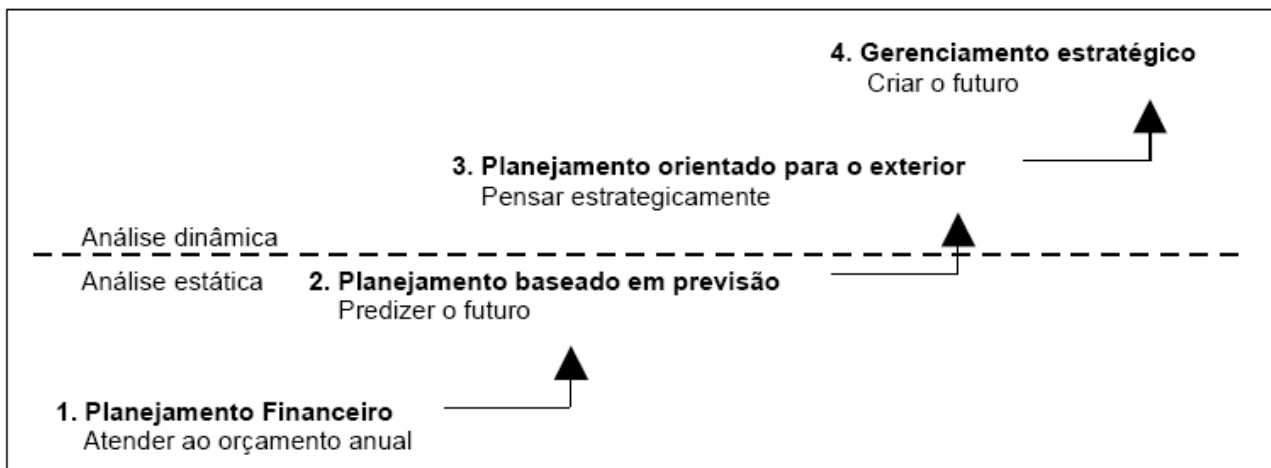 4. Gerenciamento estratégico
Criar o futuro
3. Planejamento orientado para o exterior
Pensar estrategicamente
Análise dinâmica
Análise estática
2. Planejamento baseado em previsão
Predizer o futuro
1. Planejamento Financeiro
Atender ao orçamento anual